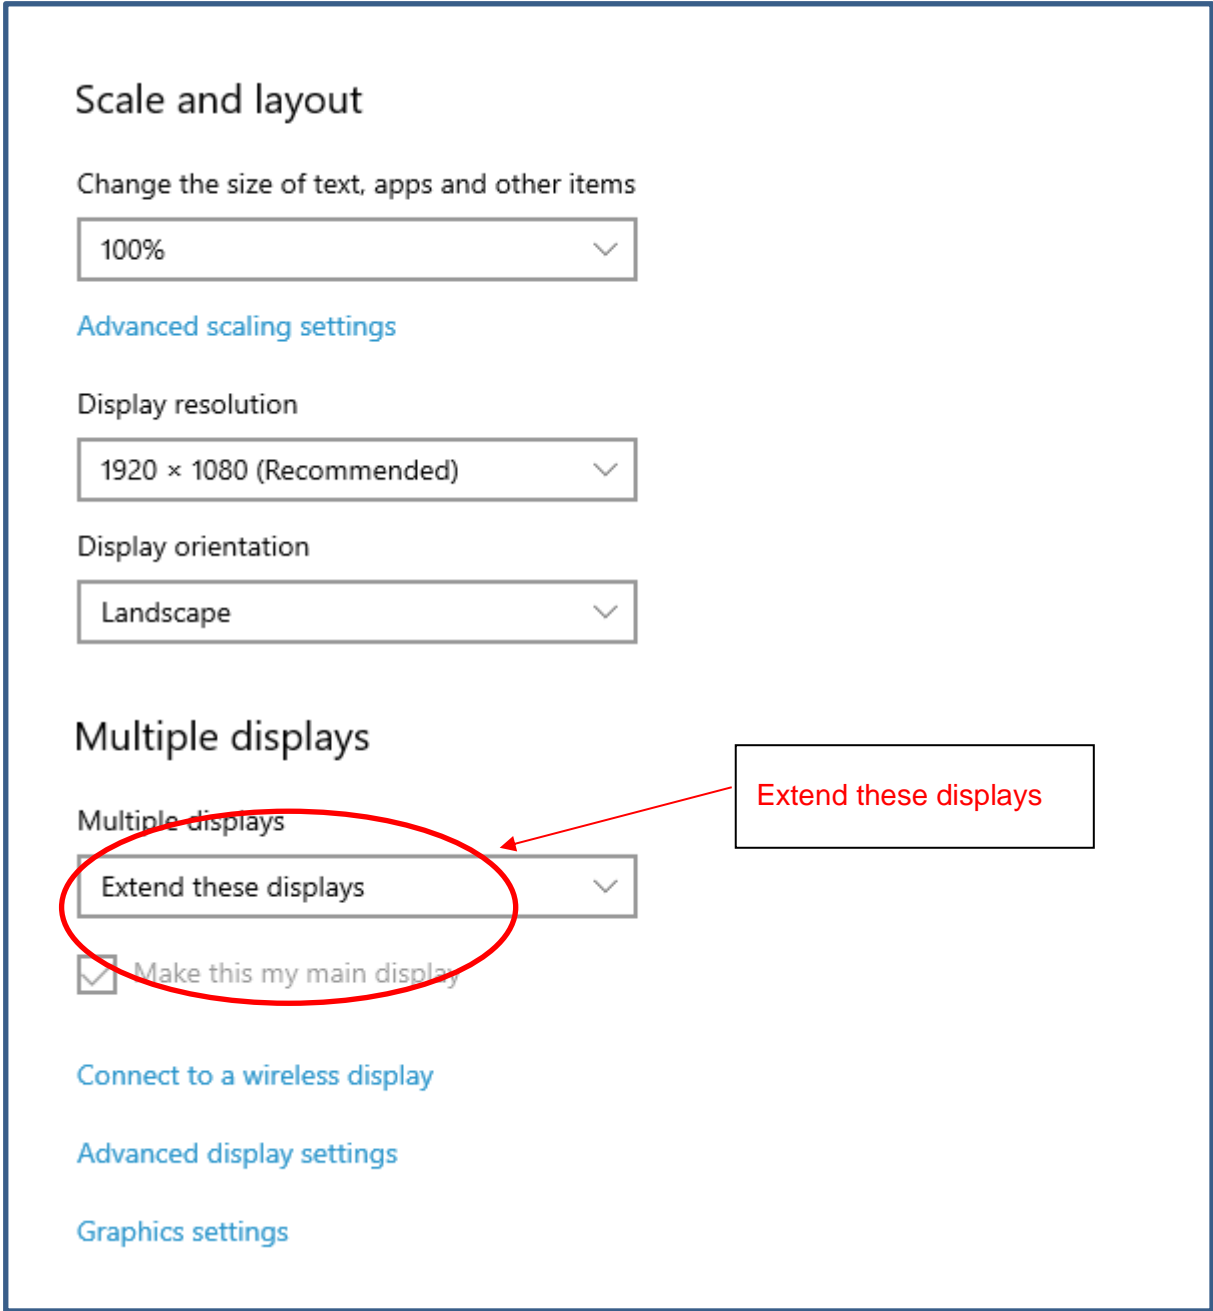 Scale and layout
Change the size of text, apps and other items
100%
Advanced scaling settings
Display resolution
1920 × 1080 (Recommended)
Display orientation
Landscape
Multiple displays
Extend these displays
Multiple displays
Extend these displays
Make this my main display
Connect to a wireless display
Advanced display settings
Graphics settings